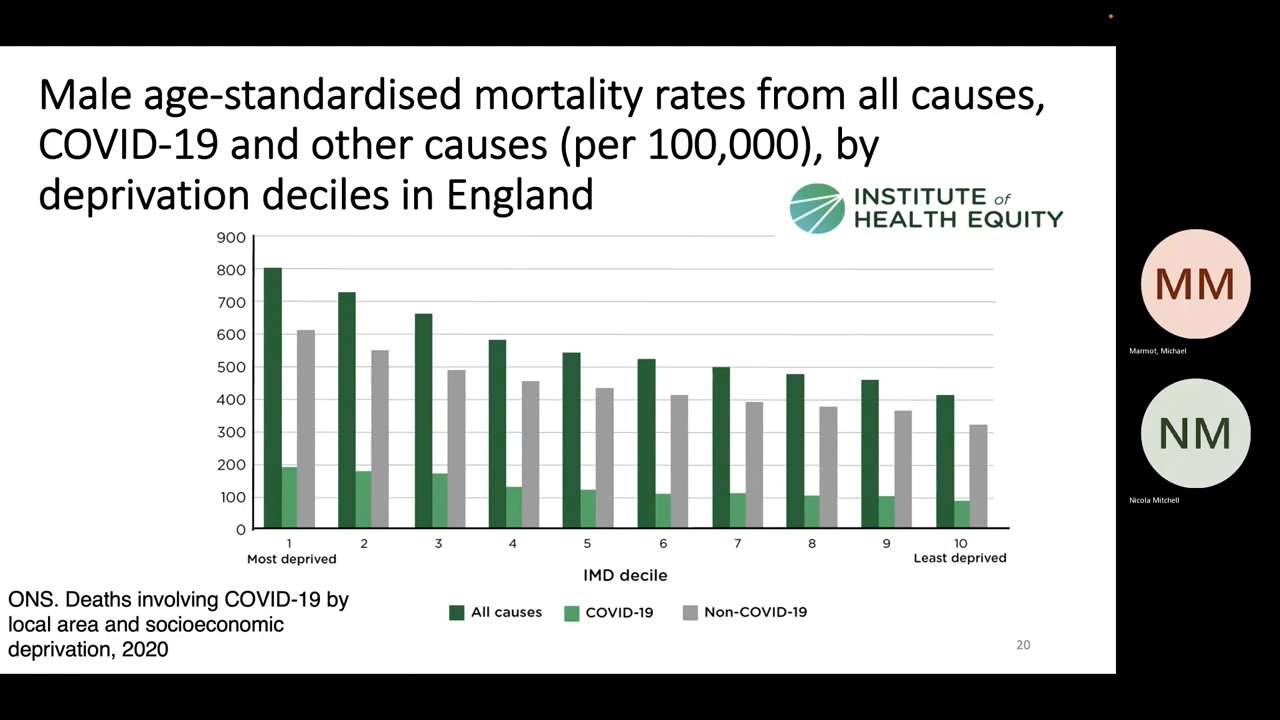 Male age-standardised mortality rates from all causes,
COVID-19 and other causes (per 100,000), by
deprivation deciles in England
INSTITUTE of
HEALTH EQUITY
900
800
700
600
500
400
300
200
100
0
1 2 3 4 5 6 7 8 9 10
Most deprived Least deprived
IMD decile
All causes COVID-19 Non-COVID-19
ONS. Deaths involving COVID-19 by
local area and socioeconomic
deprivation, 2020
20
MM
Marmot, Michael
NM
Nicola Mitchell